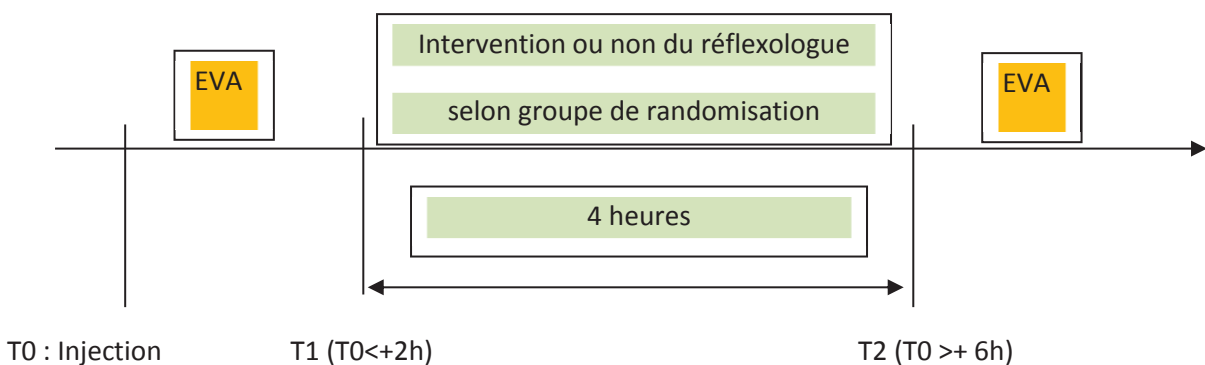 Intervention ou non du réflexologue
EVA
EVA
selon groupe de randomisation
4 heures
T0 : Injection
T1 (T0<+2h)
T2 (T0 >+ 6h)